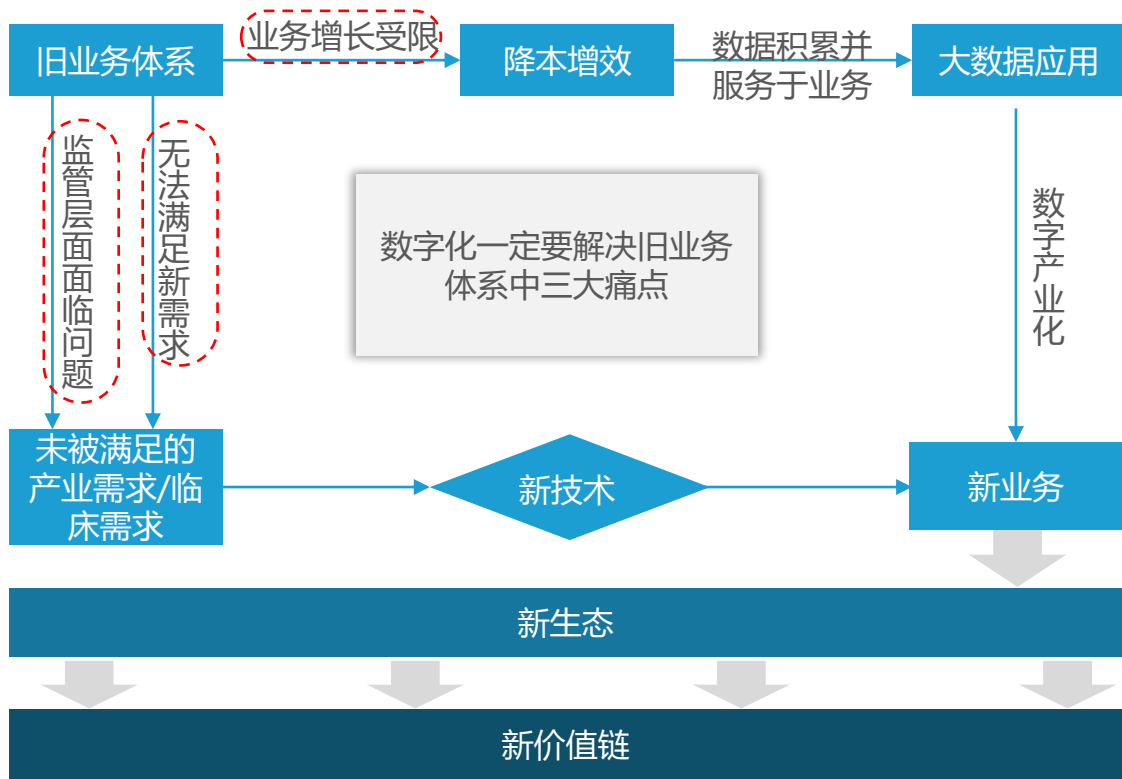 旧业务体系
业务增长受限
降本增效
数据积累并
服务于业务
大数据应用
监管层面面临问题
无法满足新需求
数字化一定要解决旧业务
体系中三大痛点
数字产业化
未被满足的
产业需求/临
床需求
新技术
新业务
新生态
新价值链